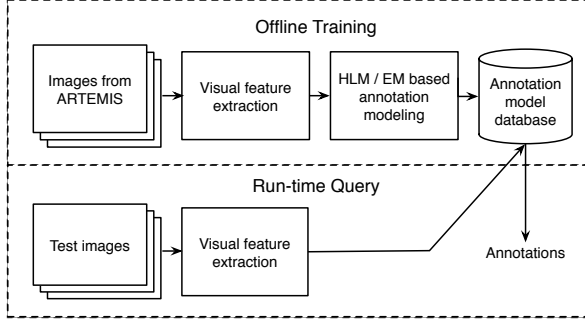 Offline Training
Images from
ARTEMIS
Visual feature
extraction
HLM / EM based
annotation
modeling
Annotation
model
database
Run-time Query
Test images
Visual feature
extraction
Annotations